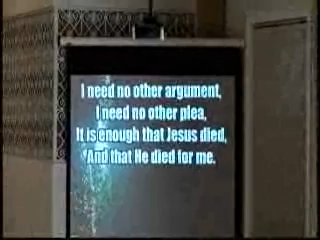 I need no other argument,
I need no other plea,
It is enough that Jesus died,
And that He died for me.